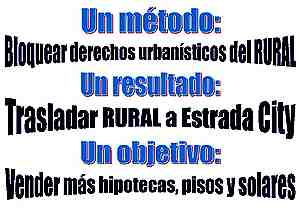 Un método:
Bloquear derechos urbanísticos del RURAL
Un resultado:
Trasladar RURAL a Estrada City
Un objetivo:
Vender más hipotecas, pisos y solares